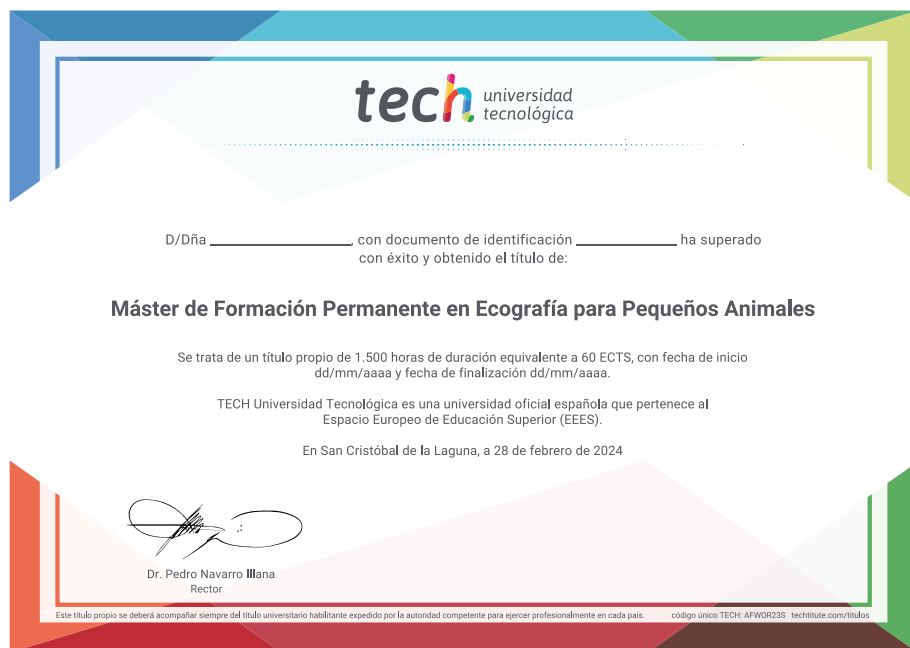 tech universidad
tecnológica
D/Dña ____________, con documento de identificación ____________ ha superado
con éxito y obtenido el título de:
Máster de Formación Permanente en Ecografía para Pequeños Animales
Se trata de un título propio de 1.500 horas de duración equivalente a 60 ECTS, con fecha de inicio
dd/mm/aaaa y fecha de finalización dd/mm/aaaa.
TECH Universidad Tecnológica es una universidad oficial española que pertenece al
Espacio Europeo de Educación Superior (EEES).
En San Cristóbal de la Laguna, a 28 de febrero de 2024
Dr. Pedro Navarro Illana
Rector
Este título propio se deberá acompañar siempre del título universitario habilitante expedido por la autoridad competente para ejercer profesionalmente en cada país. código único TECH: AFWOR23S techtitute.com/titulos